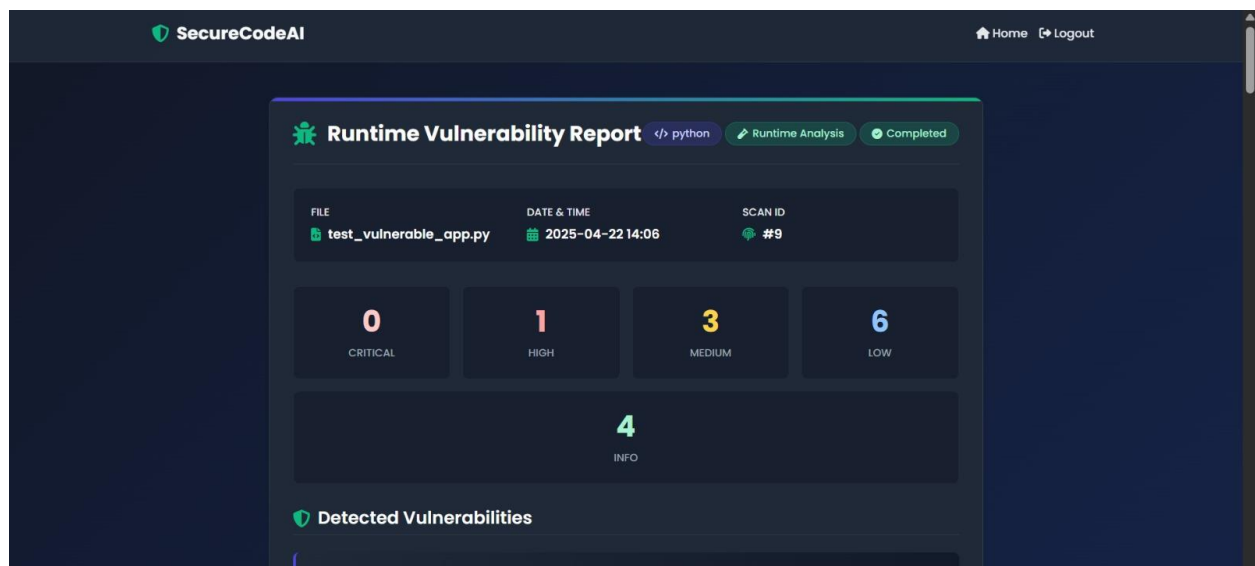 SecureCodeAI
Home Logout
Runtime Vulnerability Report </> python Runtime Analysis Completed
FILE DATE & TIME SCAN ID
test_vulnerable_app.py 2025-04-22 14:06 #9
0 1 3 6
CRITICAL HIGH MEDIUM LOW
4
INFO
Detected Vulnerabilities